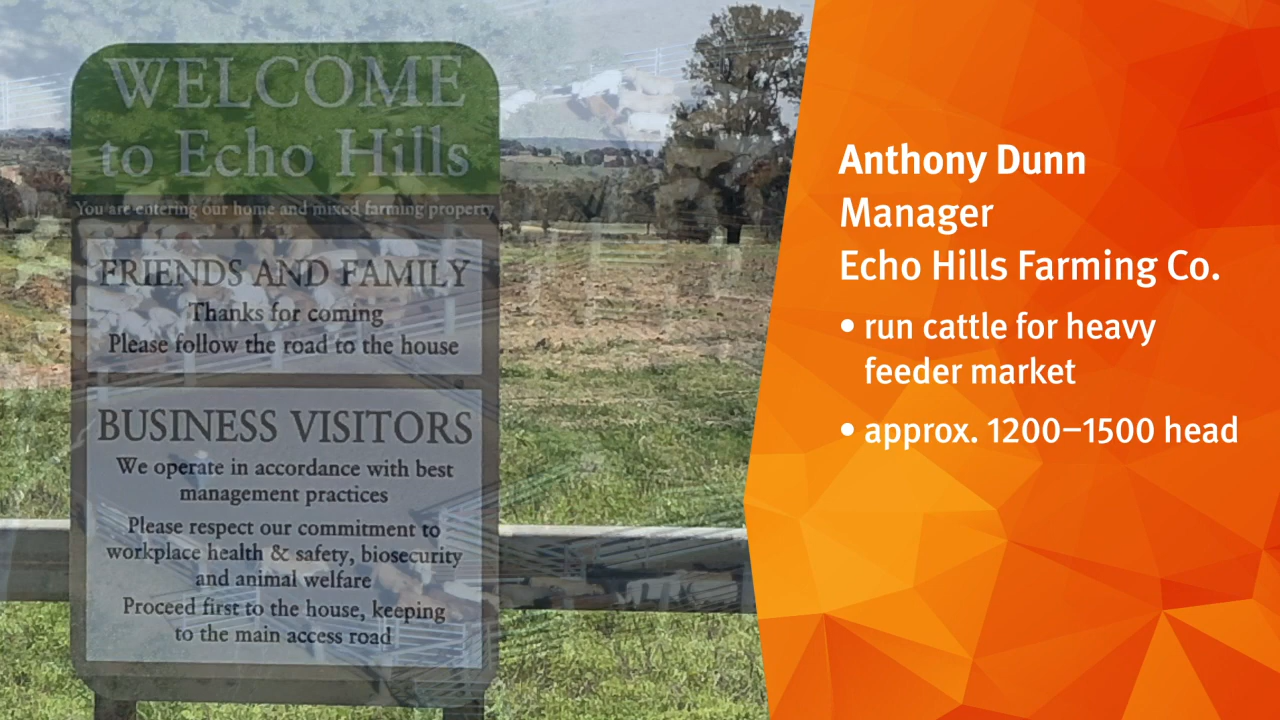 WELCOME
to Echo Hills
You are entering our home and mixed farming property
FRIENDS AND FAMILY
Thanks for coming
Please follow the road to the house
BUSINESS VISITORS
We operate in accordance with best
management practices
Please respect our commitment to
workplace health & safety, biosecurity
and animal welfare
Proceed first to the house, keeping
to the main access road
Anthony Dunn
Manager
Echo Hills Farming Co.
• run cattle for heavy
feeder market
• approx. 1200–1500 head